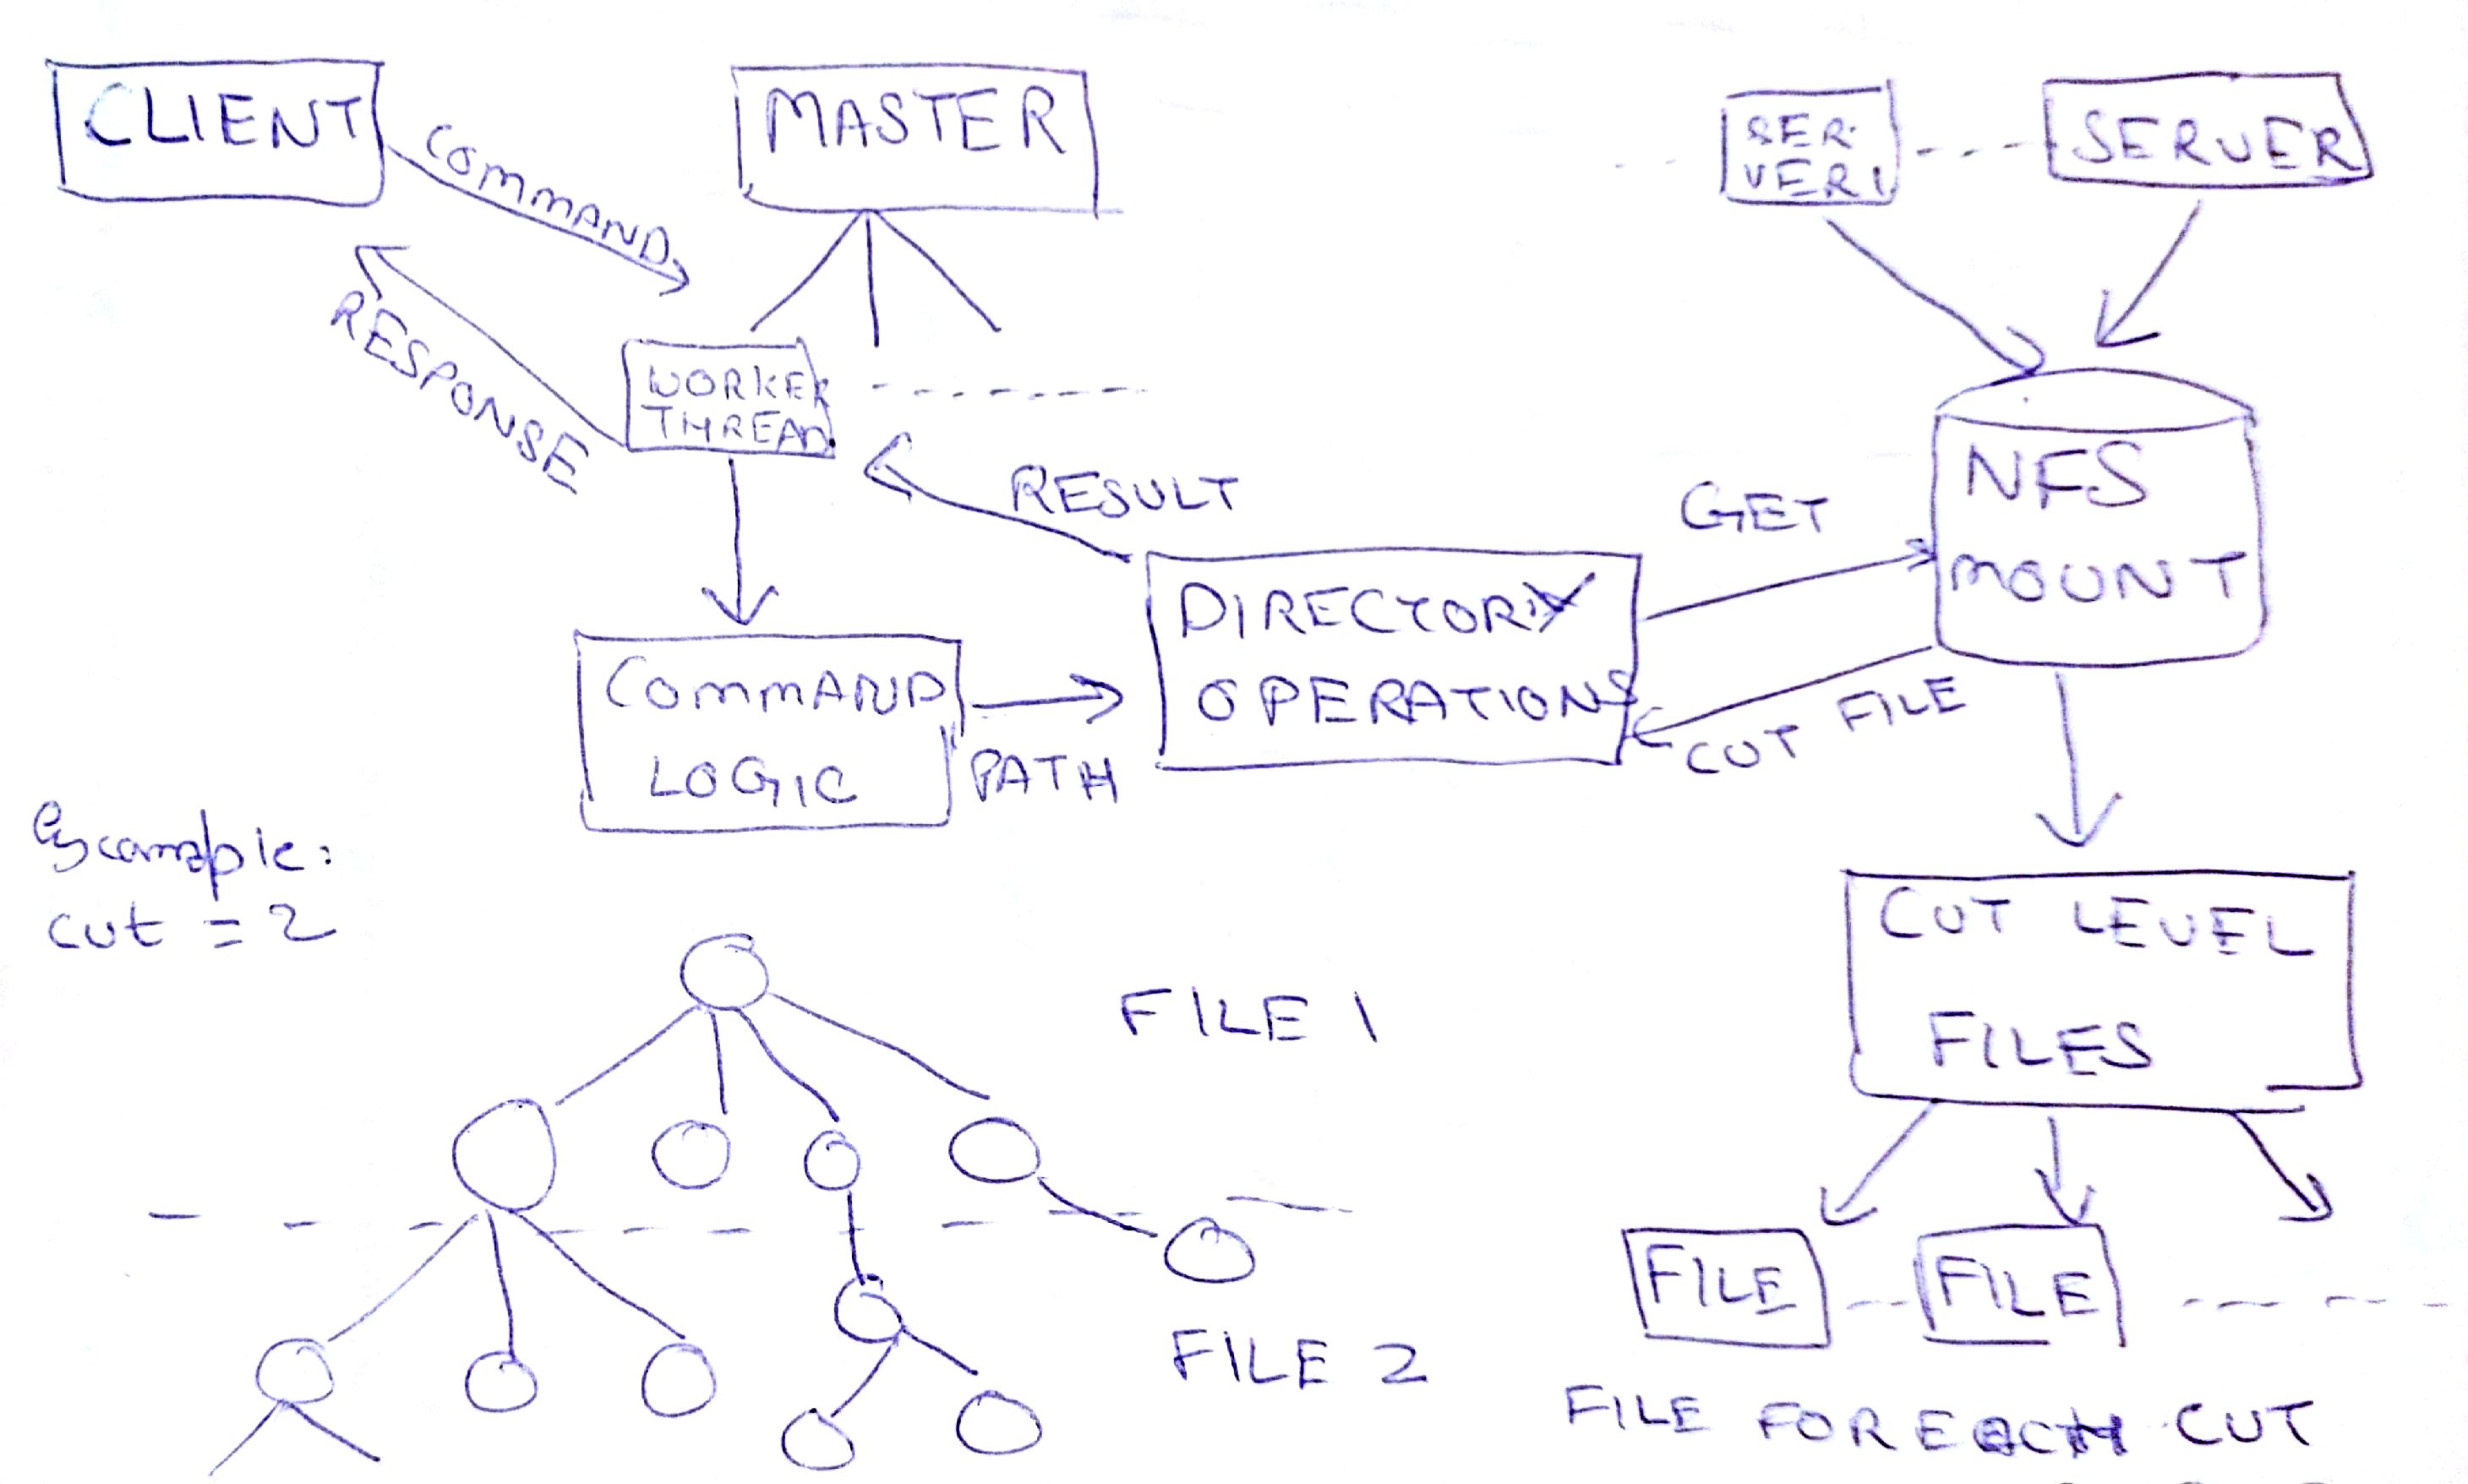 CLIENT
MASTER
SER
VER1
SERVER
COMMAND
RESPONSE
WORKER
THREAD
RESULT
GET
NFS
MOUNT
DIRECTORY
OPERATIONS
CUT FILE
COMMAND
LOGIC
PATH
Example:
cut = 2
CUT LEVEL
FILES
FILE 1
FILE
FILE
FILE 2
FILE FOR EACH CUT